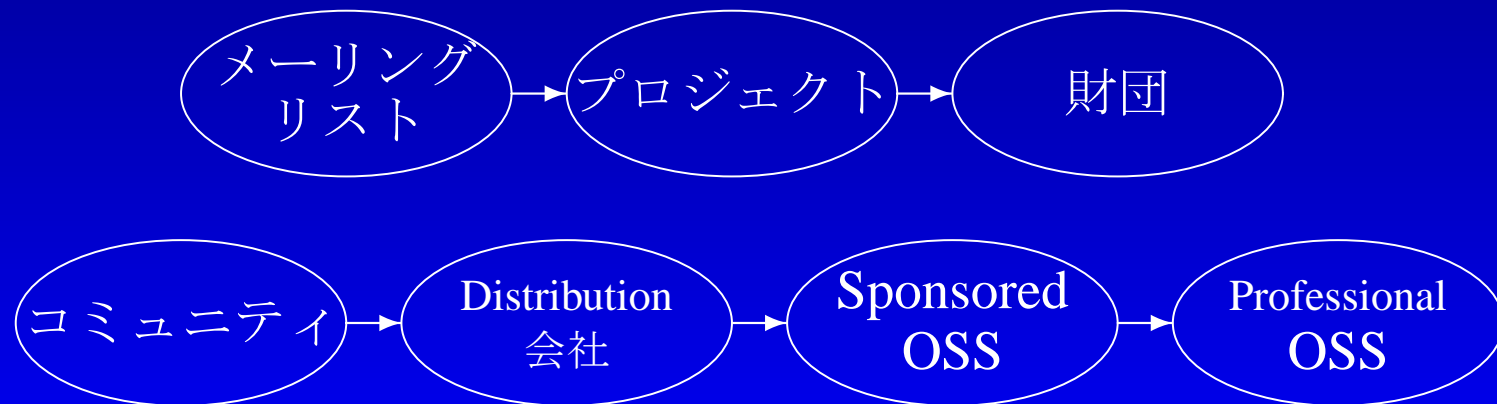 メーリング
リスト
プロジェクト
財団
コミュニティ
Distribution
会社
Sponsored
OSS
Professional
OSS